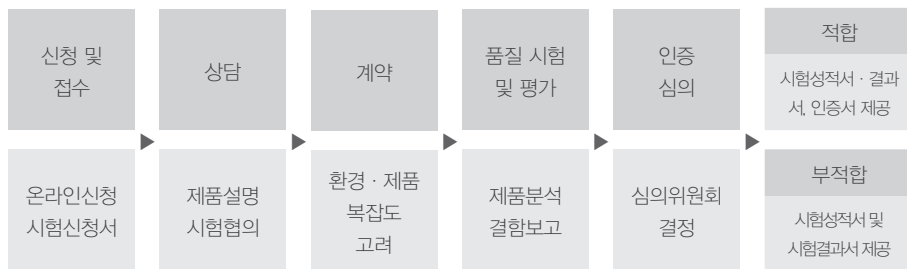 신청 및
접수
온라인신청
시험신청서
상담
제품설명
시험협의
계약
환경 · 제품
복잡도
고려
품질 시험
및 평가
제품분석
결함보고
인증
심의
심의위원회
결정
적합
시험성적서 · 결과
서, 인증서 제공
부적합
시험성적서 및
시험결과서 제공